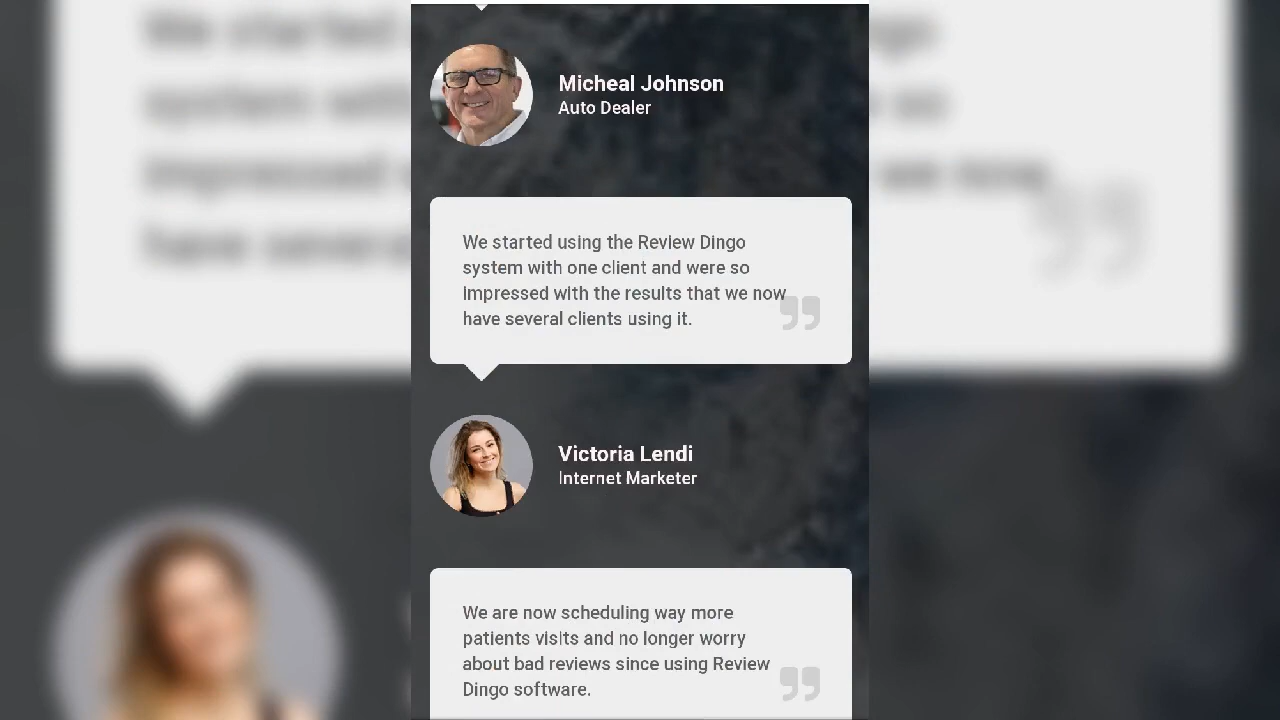 Micheal Johnson
Auto Dealer
We started using the Review Dingo
system with one client and were so
impressed with the results that we now
have several clients using it.
Victoria Lendi
Internet Marketer
We are now scheduling way more
patients visits and no longer worry
about bad reviews since using Review
Dingo software.